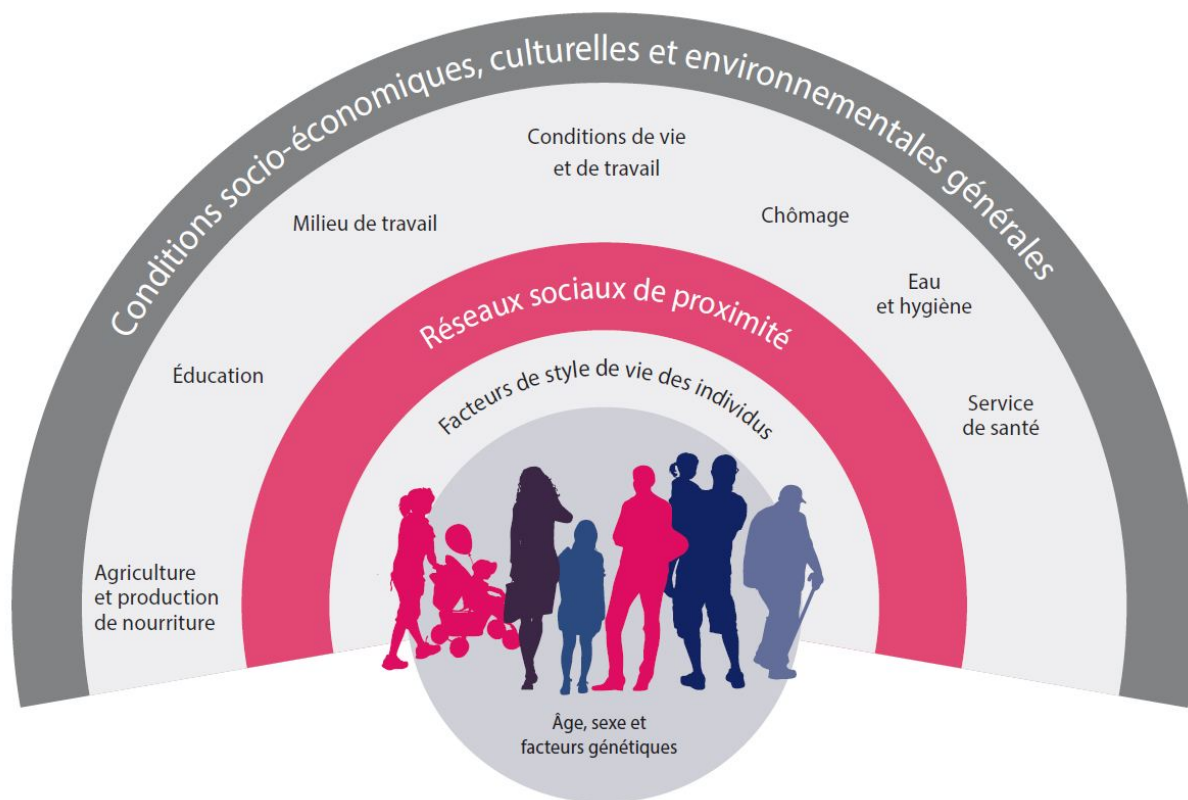 Conditions socio-économiques, culturelles et environnementales générales
Conditions de vie
et de travail
Milieu de travail
Chômage
Éducation
Eau
et hygiène
Agriculture
et production
de nourriture
Service
de santé
Réseaux sociaux de proximité
Facteurs de style de vie des individus
Âge, sexe et
facteurs génétiques